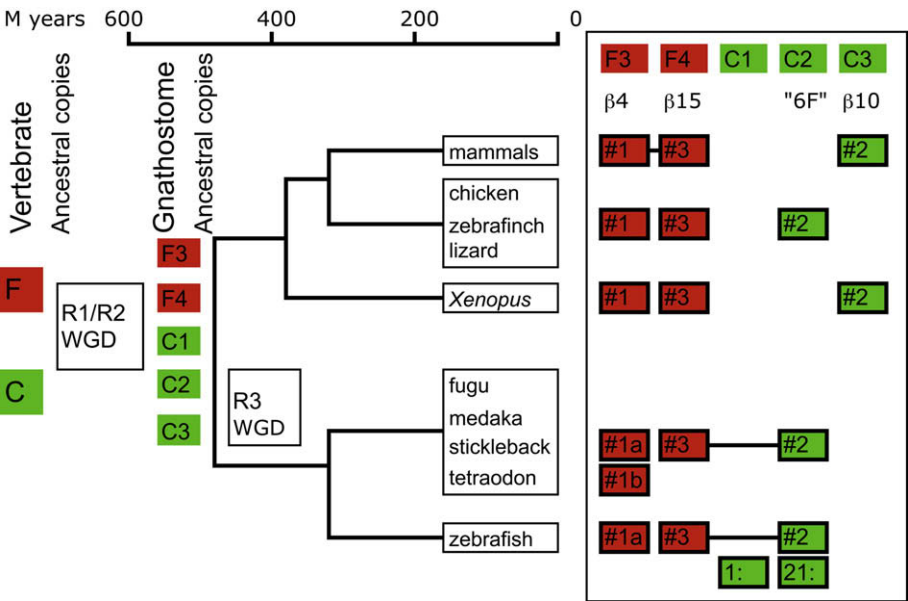 M years 600 400 200 0
F3 F4 C1 C2 C3
β4 β15 "6F" β10
Vertebrate
Ancestral copies
Gnathostome
Ancestral copies
mammals #1 #3 #2
chicken
zebrafinch #1 #3 #2
lizard
F3
F
F4
Xenopus #1 #3 #2
R1/R2
WGD
C1
C
C2
fugu
R3
WGD
medaka
C3
stickleback #1a #3 #2
tetraodon #1b
zebrafish #1a #3 #2
1: 21: